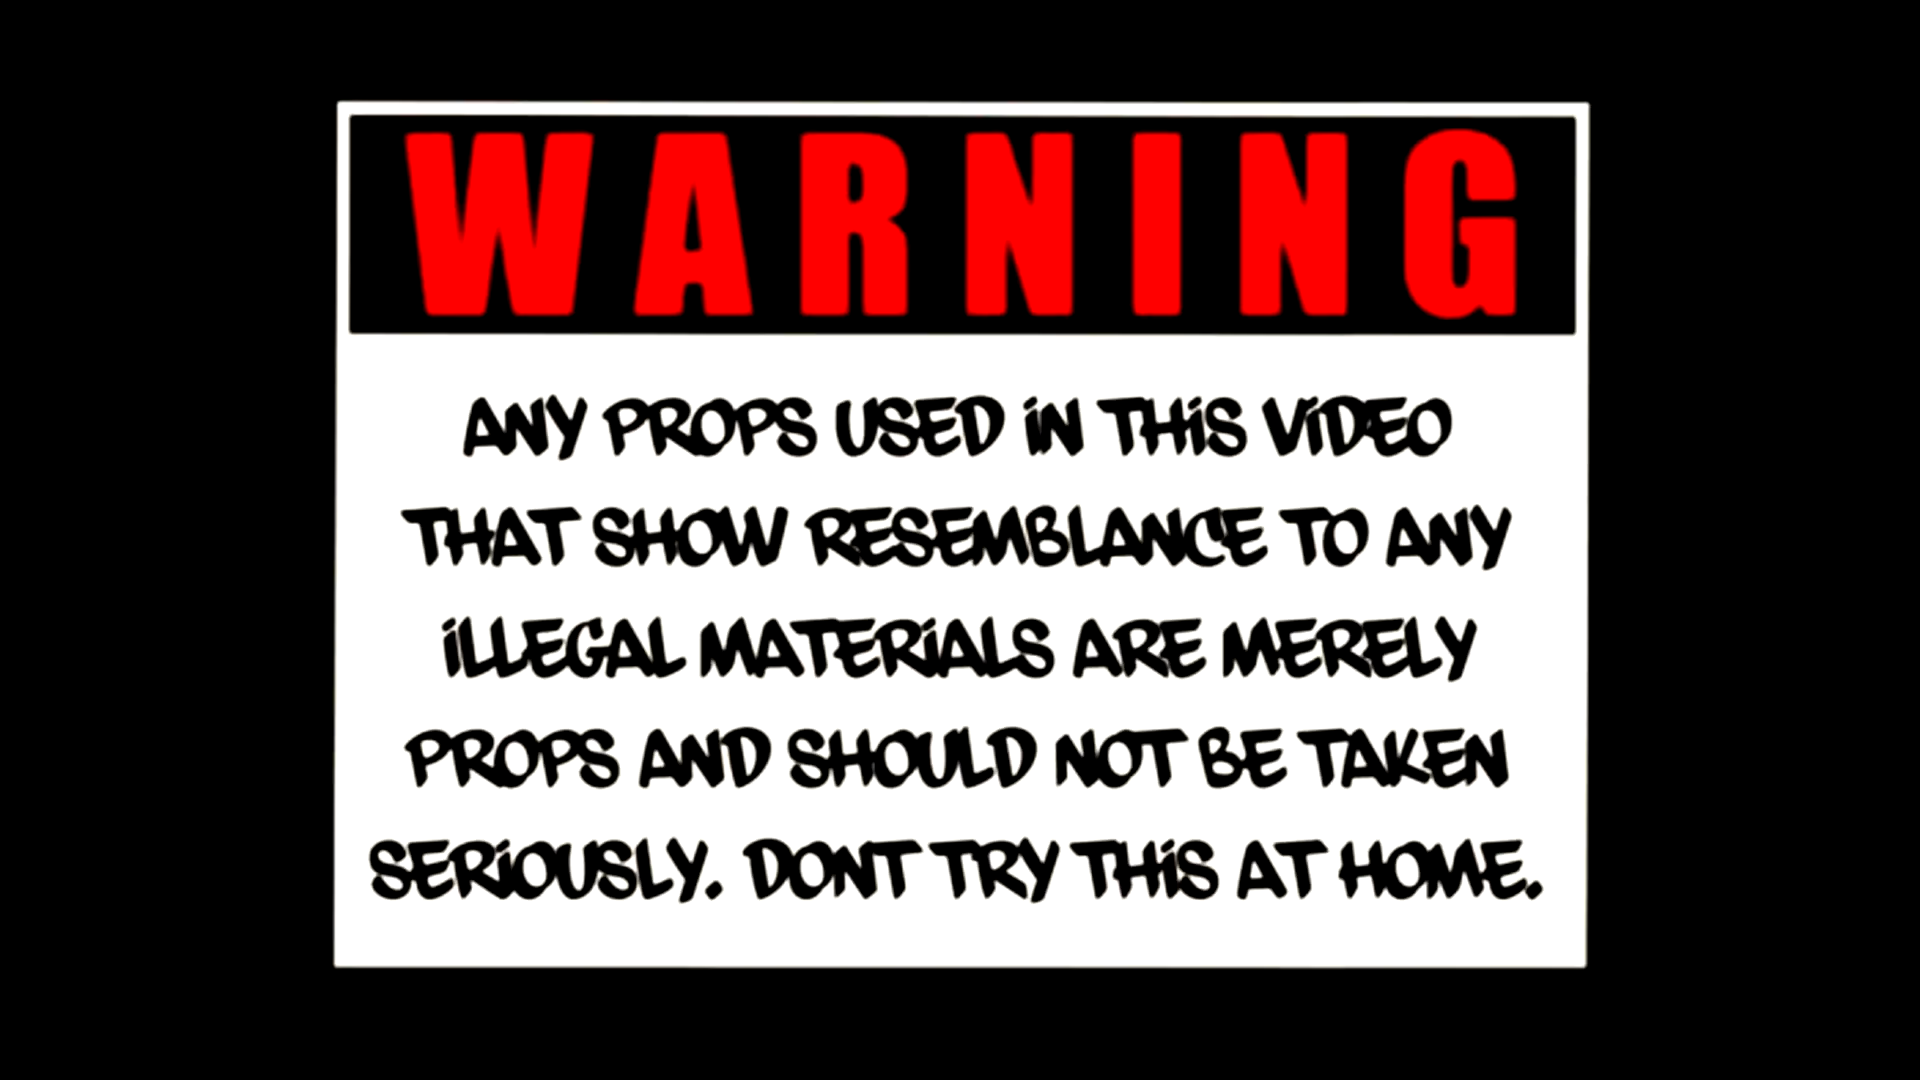 WARNING
ANY PROPS USED iN THiS ViDEO
THAT SHOW RESEMBLANCE TO ANY
iLLEGAL MATERiALS ARE MERELY
PROPS AND SHOULD NOT BE TAKEN
SERiOUSLY. DONT TRY THiS AT HOME.